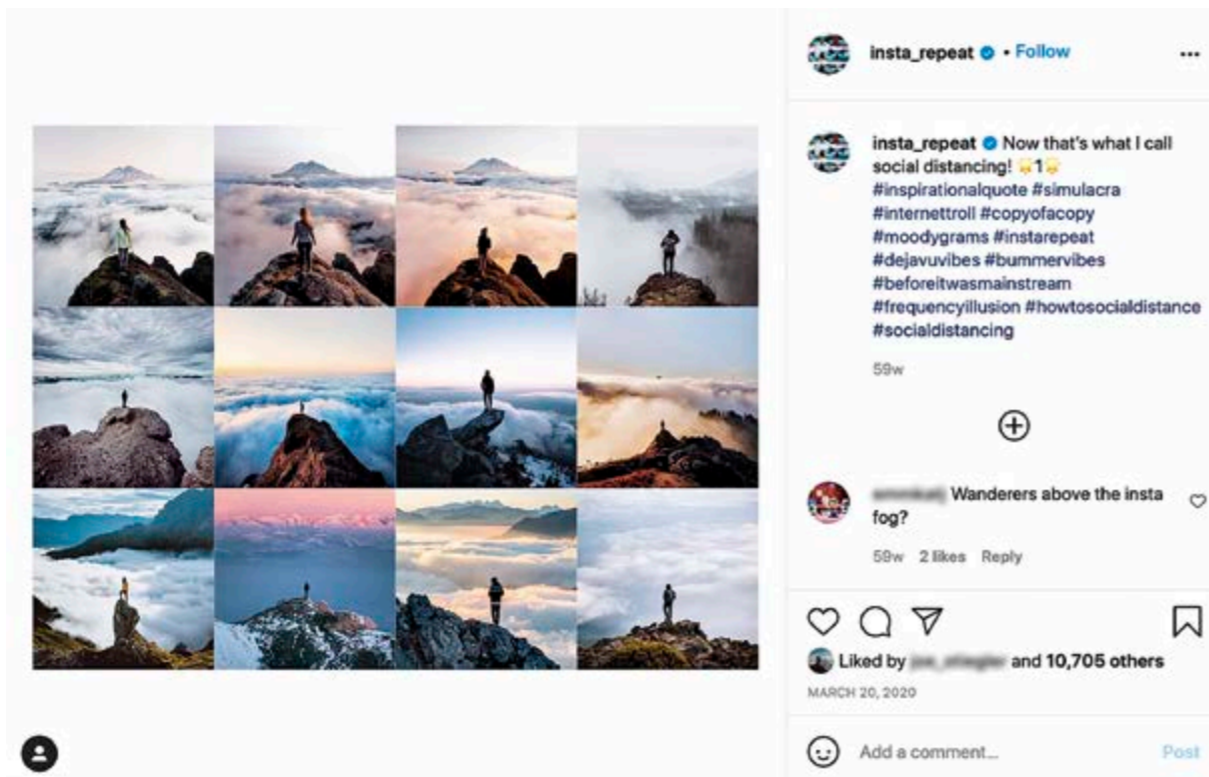 insta_repeat • Follow
insta_repeat Now that's what I call
social distancing! 1
#inspirationalquote #simulacra
#internettroll #copyofacopy
#moodygrams #instarepeat
#dejavuvibes #bummervibes
#beforeitwasmainstream
#frequencyillusion #howtosocialdistance
#socialdistancing
59w
Wanderers above the insta
fog?
59w 2 likes Reply
Liked by and 10,705 others
MARCH 20, 2020
Add a comment... Post